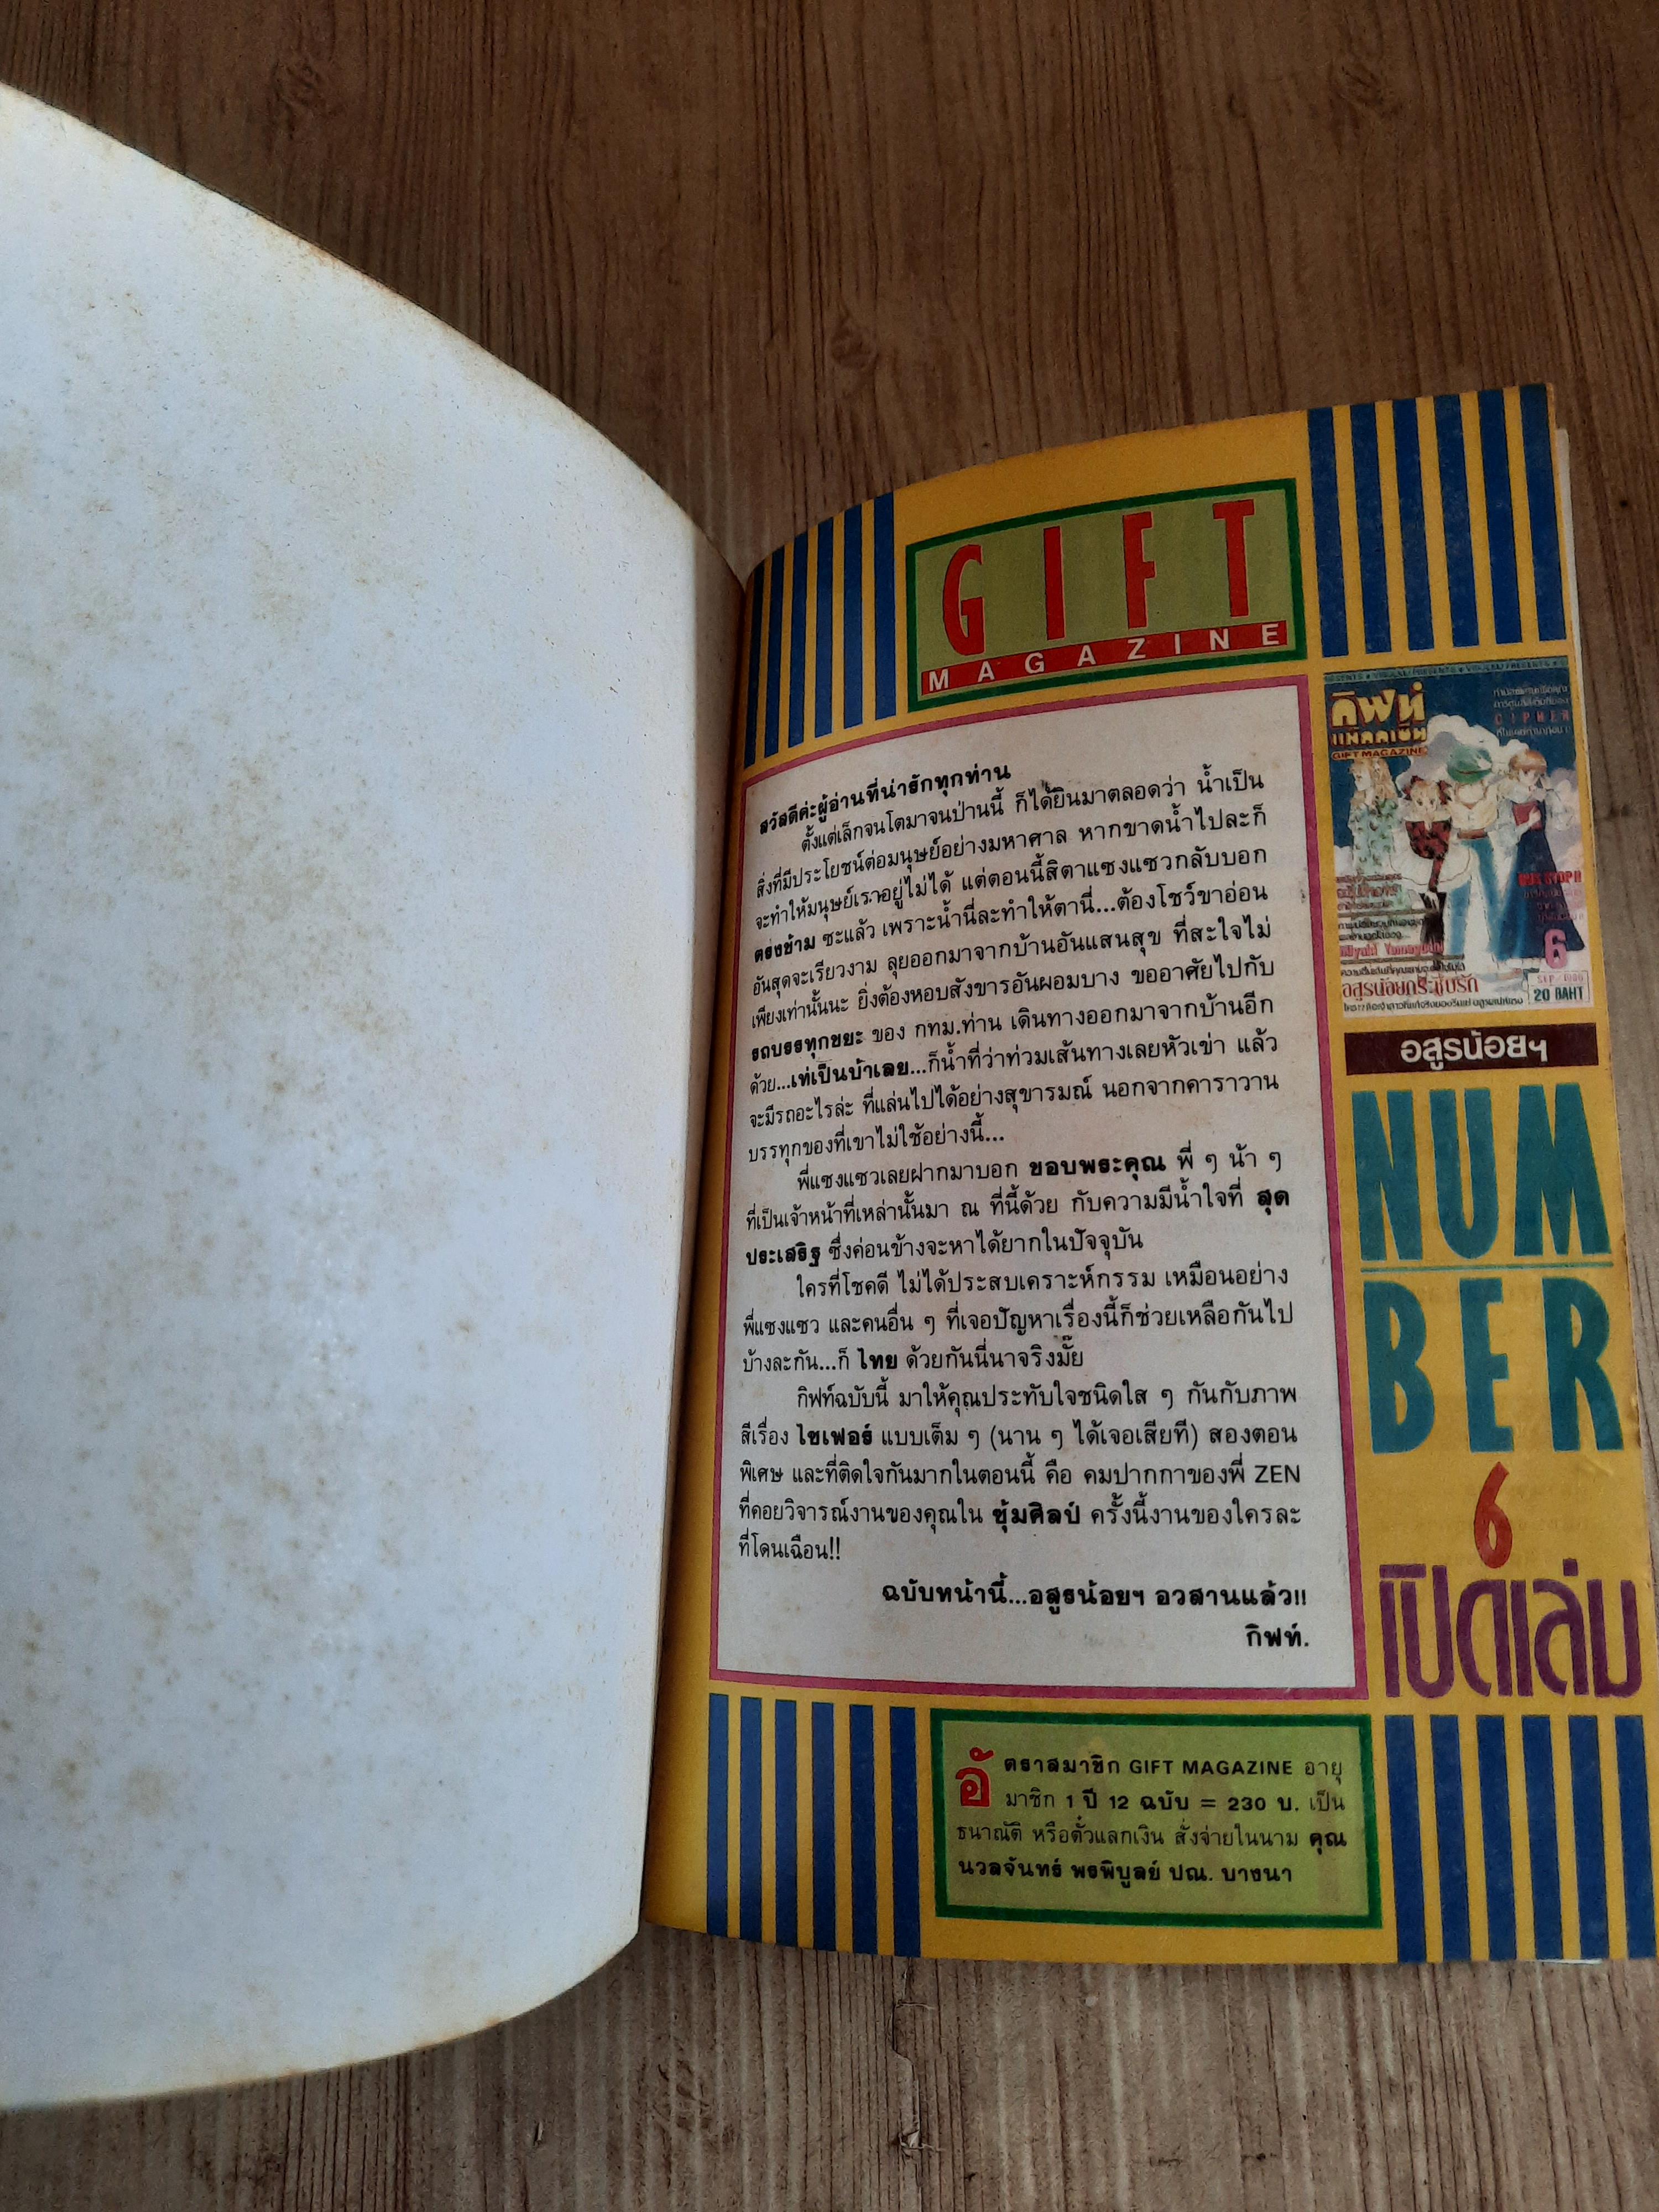 GIFT
MAGAZINE
สวัสดีค่ะผู้อ่านที่น่ารักทุกท่าน
ตั้งแต่เล็กจนโตมาจนป่านนี้ ก็ได้ยินมาตลอดว่า น้ำเป็น
สิ่งที่มีประโยชน์ต่อมนุษย์อย่างมหาศาล หากขาดน้ำไปละก็
จะทำให้มนุษย์เราอยู่ไม่ได้ แต่ตอนนี้สิตาแซงแซวกลับบอก
ตรงข้าม ซะแล้ว เพราะน้ำนี่ละทำให้ตานี่...ต้องโชว์ขาอ่อน
อันสุดจะเรียวงาม ลุยออกมาจากบ้านอันแสนสุข ที่สะใจไม่
เพียงเท่านั้นนะ ยิ่งต้องหอบสังขารอันผอมบาง ขออาศัยไปกับ
รถบรรทุกขยะ ของ กทม.ท่าน เดินทางออกมาจากบ้านอีก
ด้วย...เท่เป็นบ้าเลย...ก็น้ำที่ว่าท่วมเส้นทางเลยหัวเข่า แล้ว
จะมีรถอะไรล่ะ ที่แล่นไปได้อย่างสุขารมณ์ นอกจากคาราวาน
บรรทุกของที่เขาไม่ใช้อย่างนี้...
พี่แซงแซวเลยฝากมาบอก ขอบพระคุณ พี่ ๆ น้า ๆ
ที่เป็นเจ้าหน้าที่เหล่านั้นมา ณ ที่นี้ด้วย กับความมีน้ำใจที่ สุด
ประเสริฐ ซึ่งค่อนข้างจะหาได้ยากในปัจจุบัน
ใครที่โชคดี ไม่ได้ประสบเคราะห์กรรม เหมือนอย่าง
พี่แซงแซว และคนอื่น ๆ ที่เจอปัญหาเรื่องนี้ก็ช่วยเหลือกันไป
บ้างละกัน...ก็ ไทย ด้วยกันนี่นาจริงมั๊ย
กิฟท์ฉบับนี้ มาให้คุณประทับใจชนิดใส ๆ กันกับภาพ
สีเรื่อง ไซเฟอร์ แบบเต็ม ๆ (นาน ๆ ได้เจอเสียที) สองตอน
พิเศษ และที่ติดใจกันมากในตอนนี้ คือ คมปากกาของพี่ ZEN
ที่คอยวิจารณ์งานของคุณใน ซุ้มศิลป์ ครั้งนี้งานของใครละ
ที่โดนเฉือน!!
ฉบับหน้านี้...อสูรน้อยฯ อวสานแล้ว!!
กิฟท์.
กิฟท์
แม็กกาซีน
GIFT MAGAZINE
CIPHER
6
อสูรน้อยกระซิบรัก
20 BAHT
อสูรน้อยฯ
NUM
BER
6
เปิดเล่ม
อัตราสมาชิก GIFT MAGAZINE อายุ
มาชิก 1 ปี 12 ฉบับ = 230 บ. เป็น
ธนาณัติ หรือตั๋วแลกเงิน สั่งจ่ายในนาม คุณ
นวลจันทร์ พรพิบูลย์ ปณ. บางนา